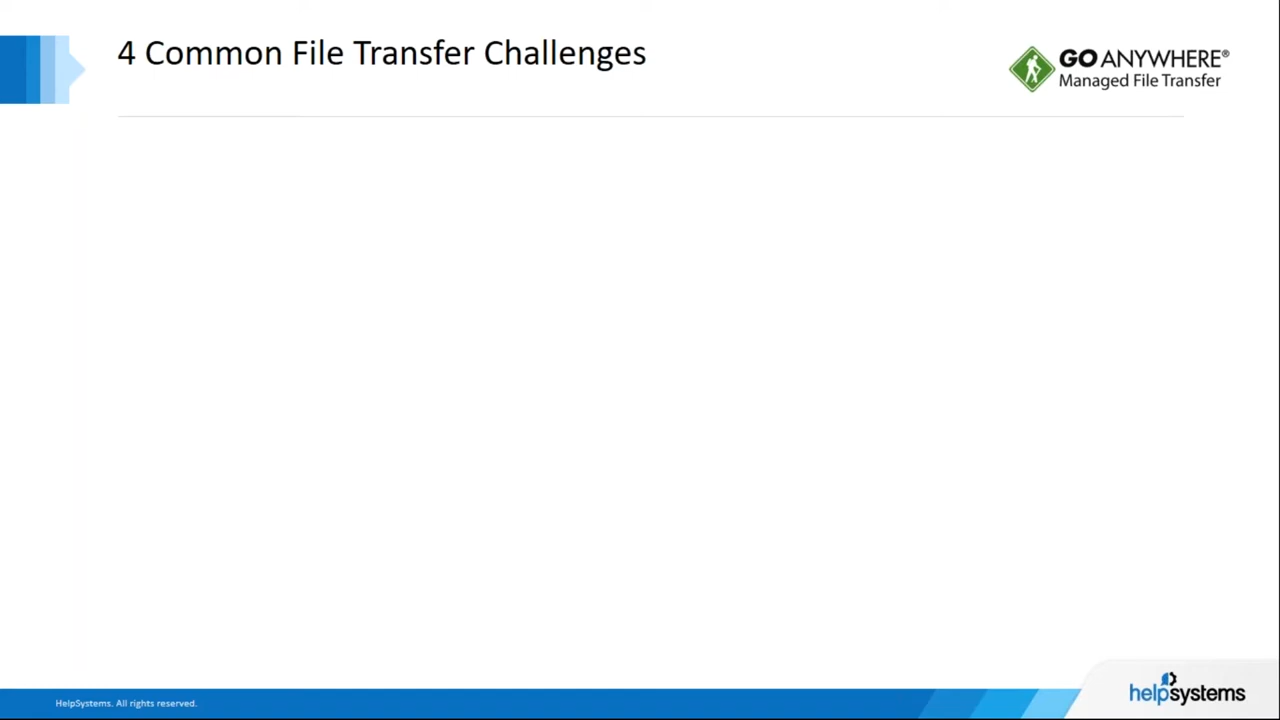 4 Common File Transfer Challenges
GO ANYWHERE®
Managed File Transfer
HelpSystems. All rights reserved.
helpsystems